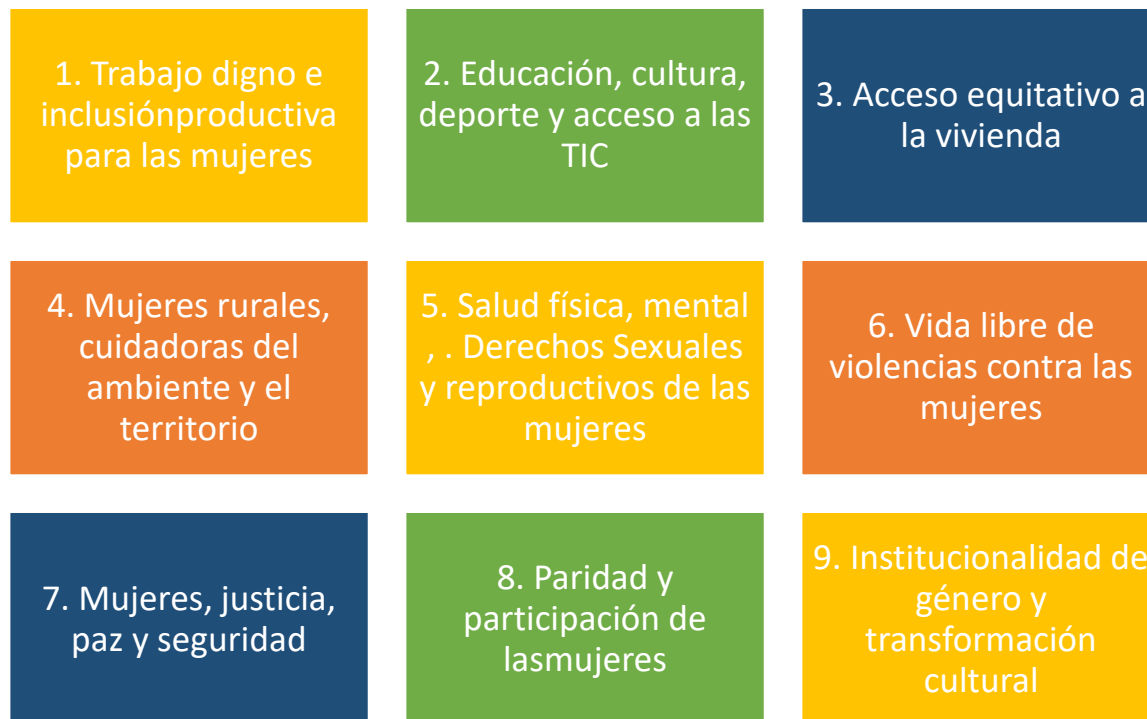 1. Trabajo digno e
inclusiónproductiva
para las mujeres
2. Educación, cultura,
deporte y acceso a las
TIC
3. Acceso equitativo a
la vivienda
4. Mujeres rurales,
cuidadoras del
ambiente y el
territorio
5. Salud física, mental
, . Derechos Sexuales
y reproductivos de las
mujeres
6. Vida libre de
violencias contra las
mujeres
7. Mujeres, justicia,
paz y seguridad
8. Paridad y
participación de
lasmujeres
9. Institucionalidad de
género y
transformación
cultural